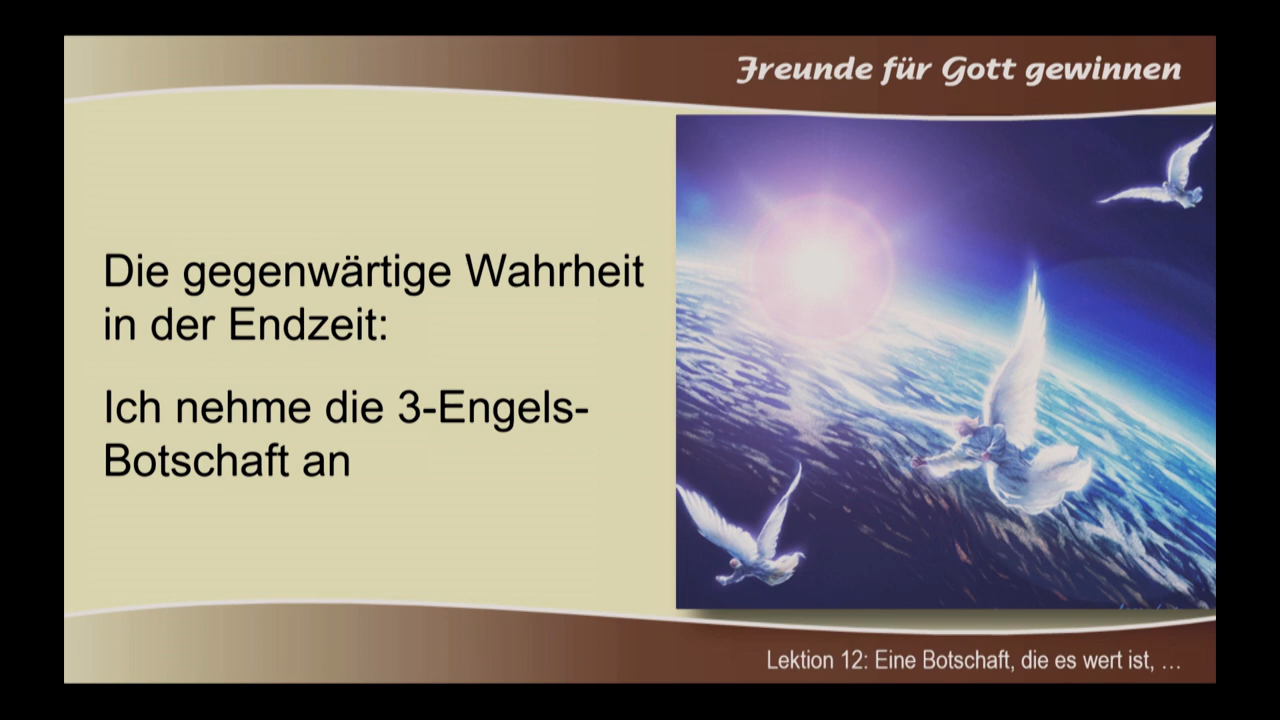 Freunde für Gott gewinnen
Die gegenwärtige Wahrheit
in der Endzeit:
Ich nehme die 3-Engels-
Botschaft an
Lektion 12: Eine Botschaft, die es wert ist, …